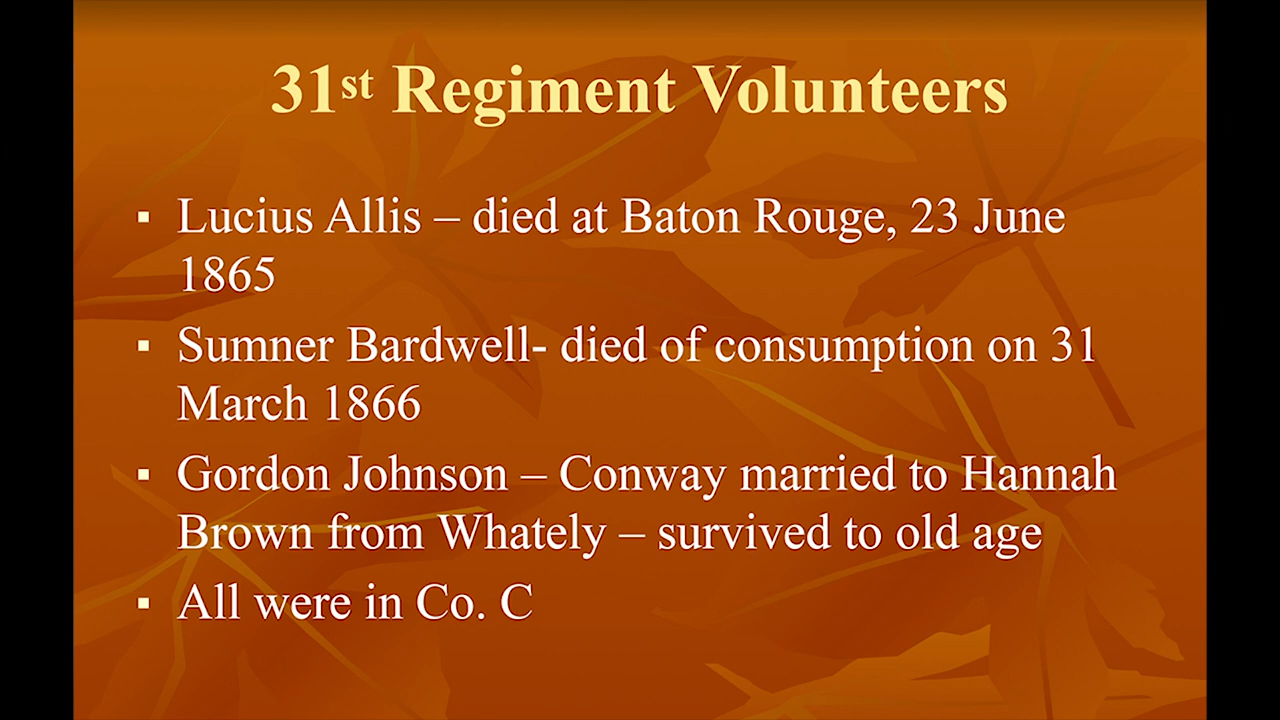 31st Regiment Volunteers
▪ Lucius Allis – died at Baton Rouge, 23 June
1865
▪ Sumner Bardwell- died of consumption on 31
March 1866
▪ Gordon Johnson – Conway married to Hannah
Brown from Whately – survived to old age
▪ All were in Co. C